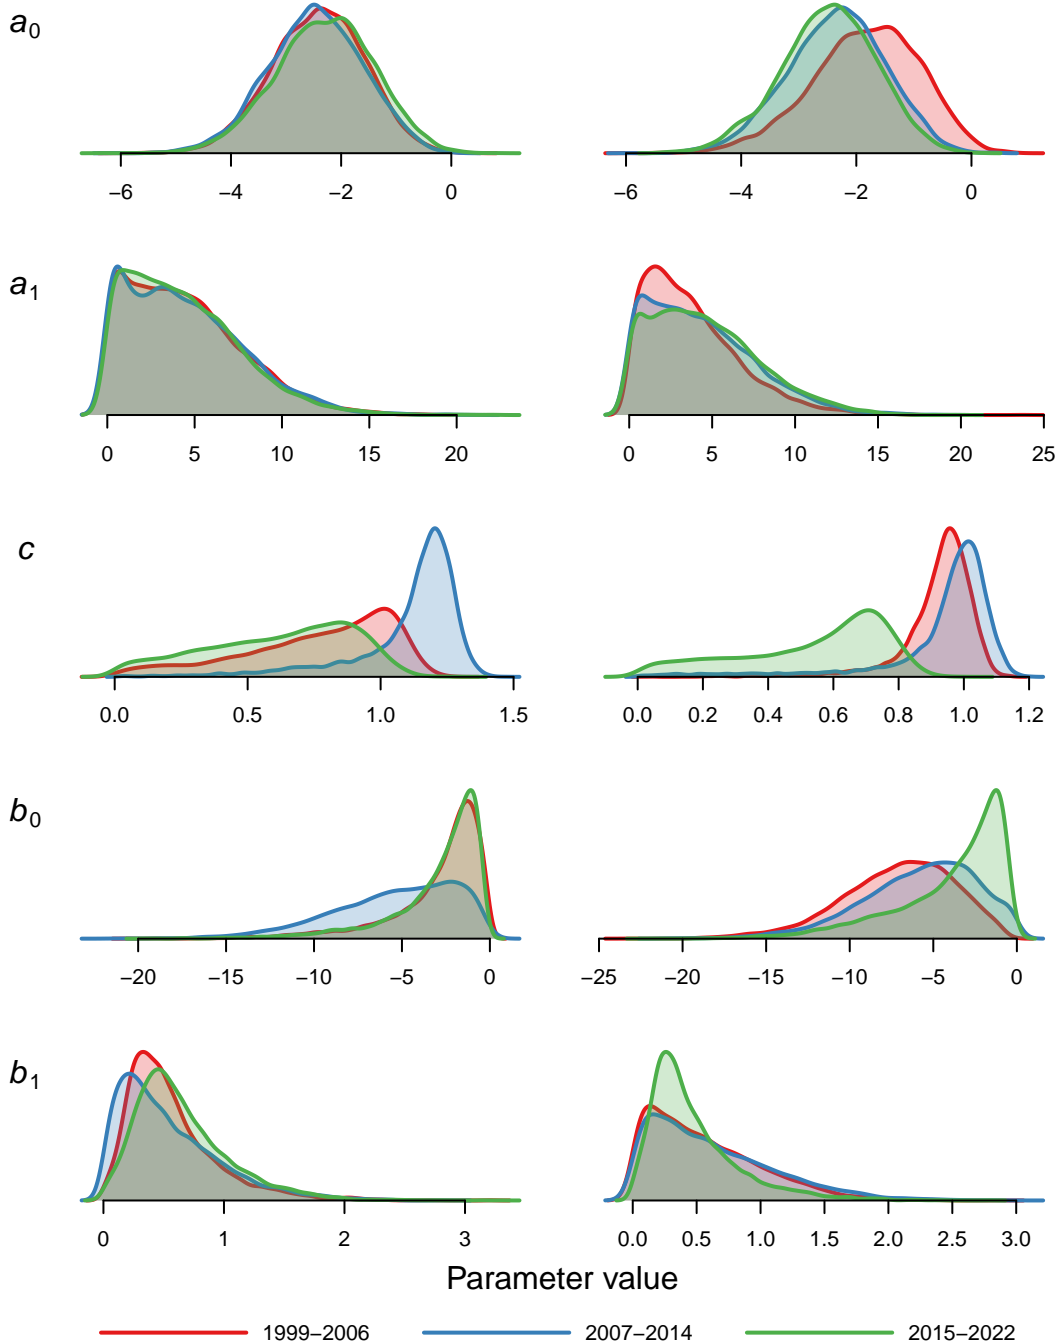 a0
−6 −4 −2 0 −6 −4 −2 0
a1
0 5 10 15 20 0 5 10 15 20 25
c
0.0 0.5 1.0 1.5 0.0 0.2 0.4 0.6 0.8 1.0 1.2
b0
−20 −15 −10 −5 0 −25 −20 −15 −10 −5 0
b1
0 1 2 3 0.0 0.5 1.0 1.5 2.0 2.5 3.0
Parameter value
1999−2006 2007−2014 2015−2022